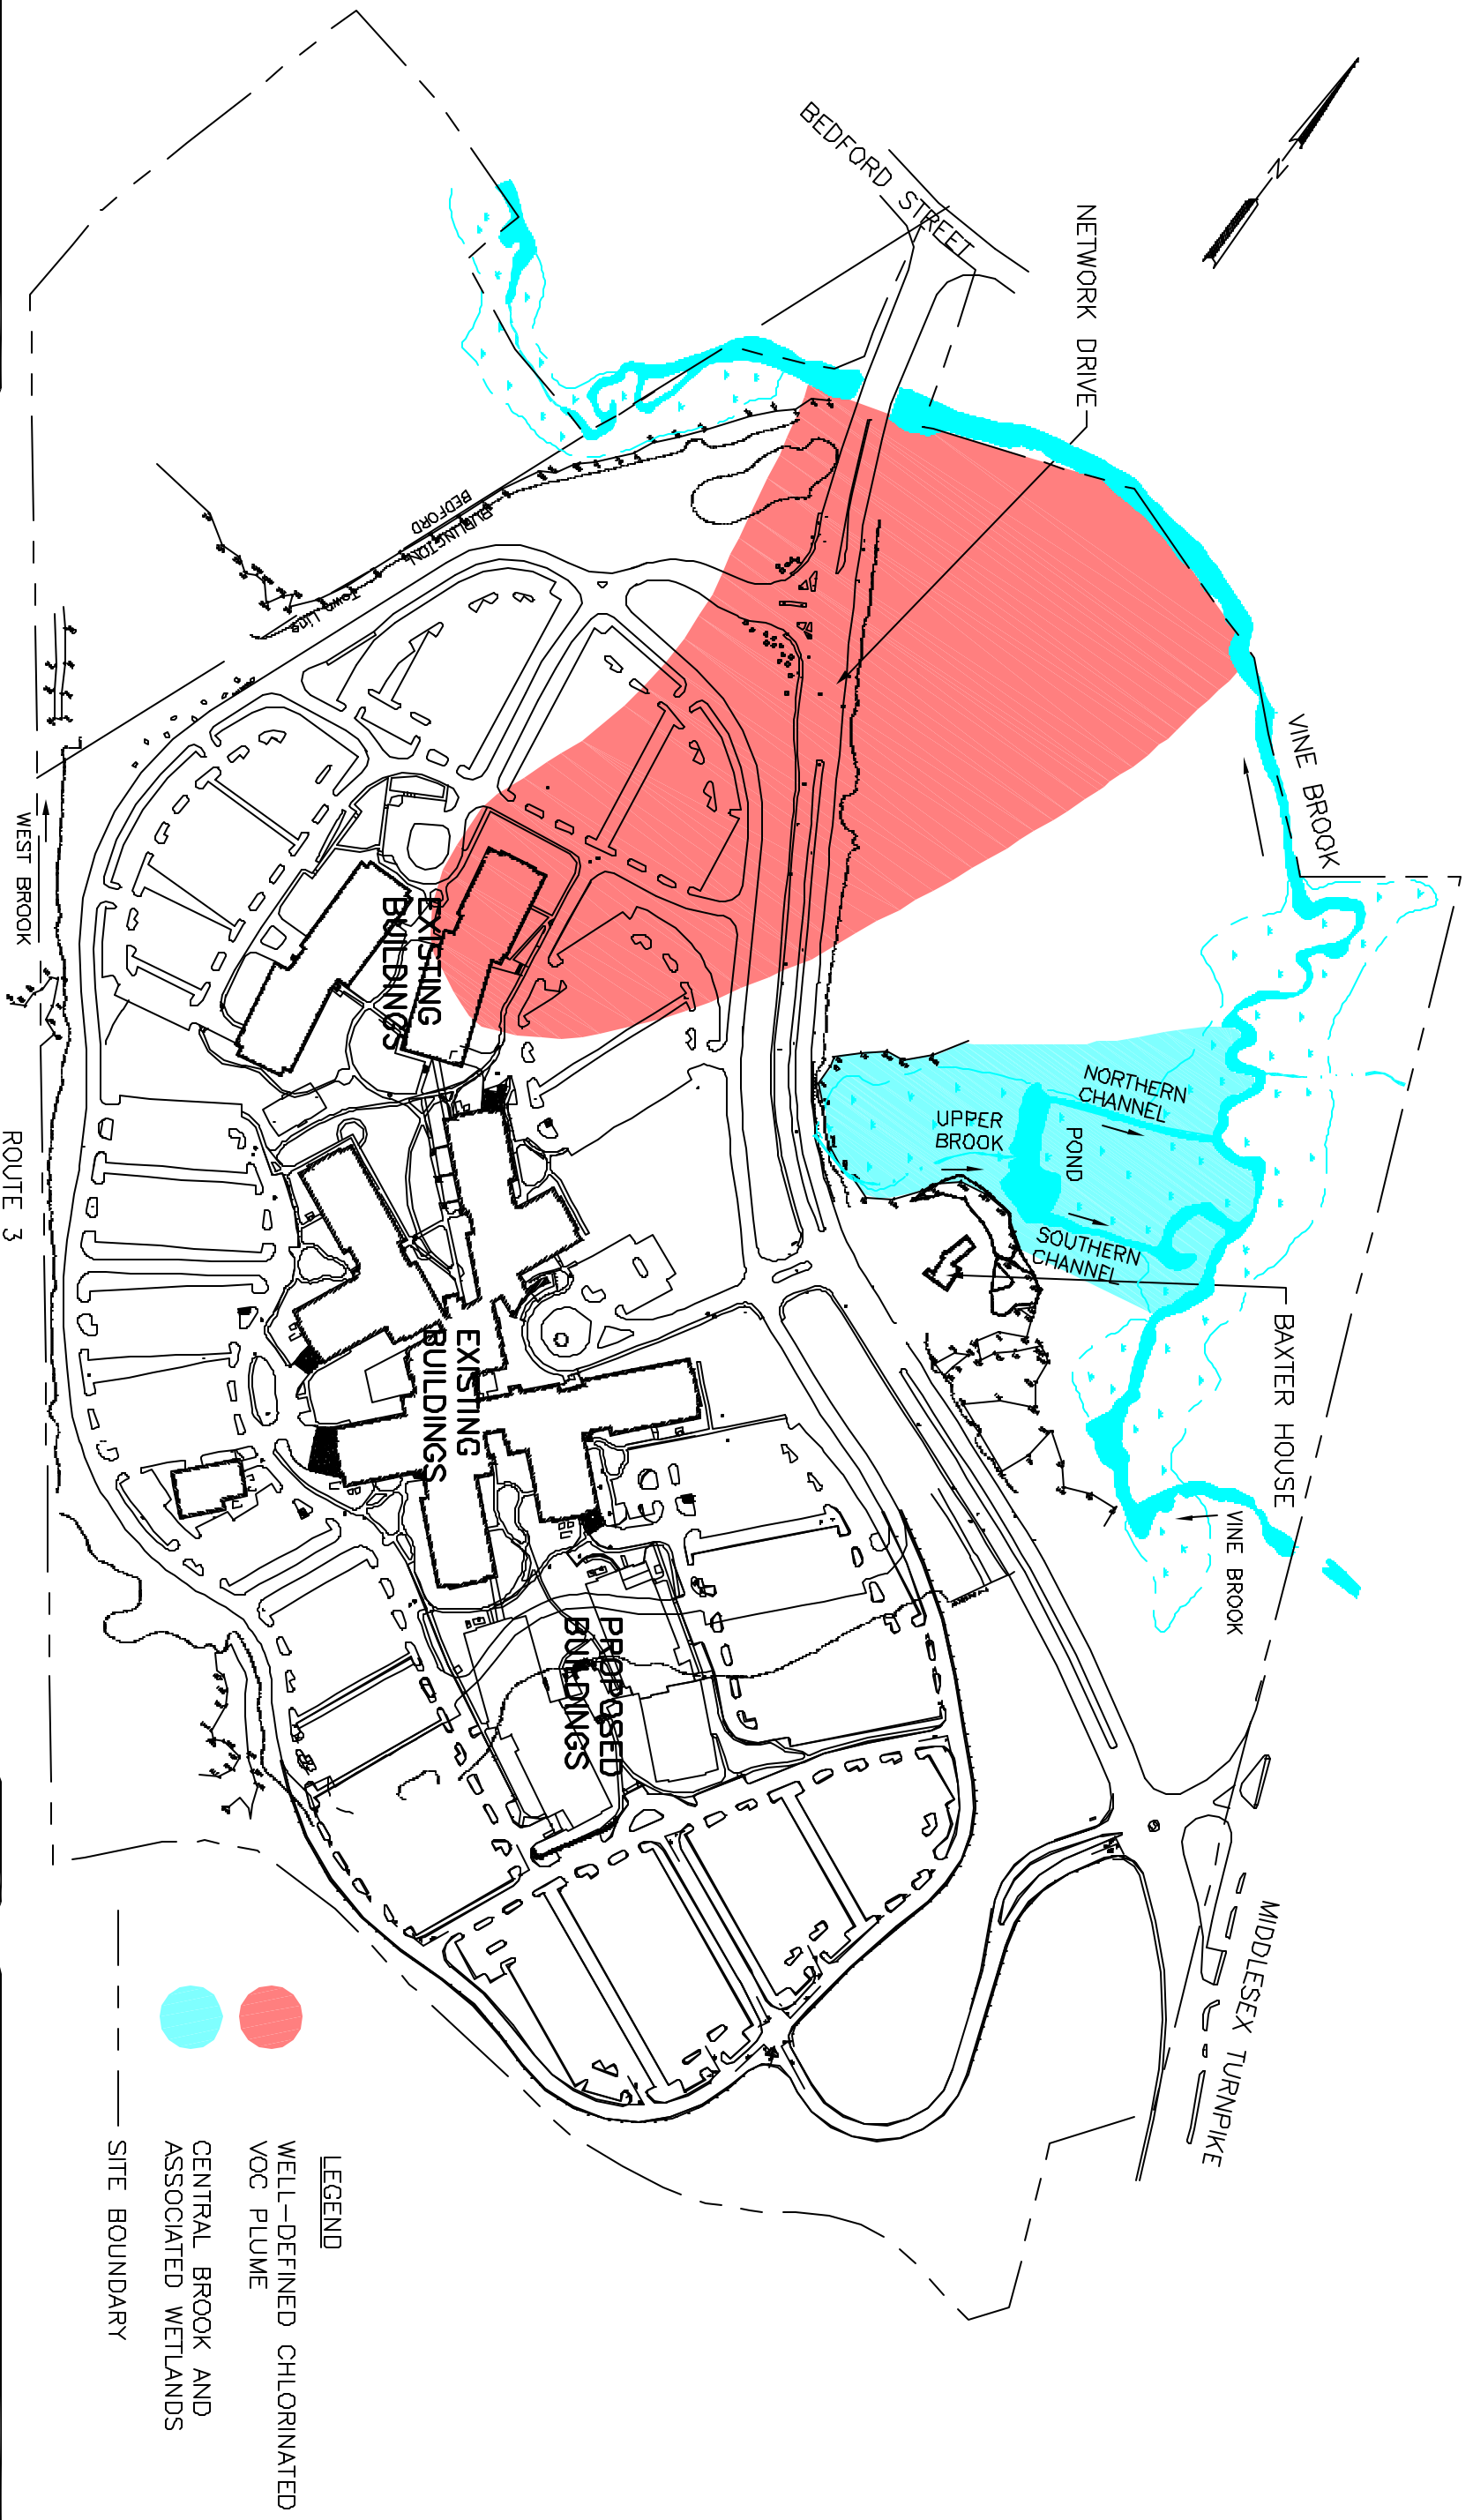 BEDFORD STREET
NETWORK DRIVE
N
VINE BROOK
BEDFORD
BURLINGTON
Town Line
WEST BROOK
ROUTE 3
EXISTING
BUILDINGS
NORTHERN
CHANNEL
UPPER
BROOK
POND
SOUTHERN
CHANNEL
BAXTER HOUSE
EXISTING
BUILDINGS
VINE BROOK
PROPOSED
BUILDINGS
MIDDLESEX TURNPIKE
LEGEND
WELL-DEFINED CHLORINATED
VOC PLUME
CENTRAL BROOK AND
ASSOCIATED WETLANDS
SITE BOUNDARY